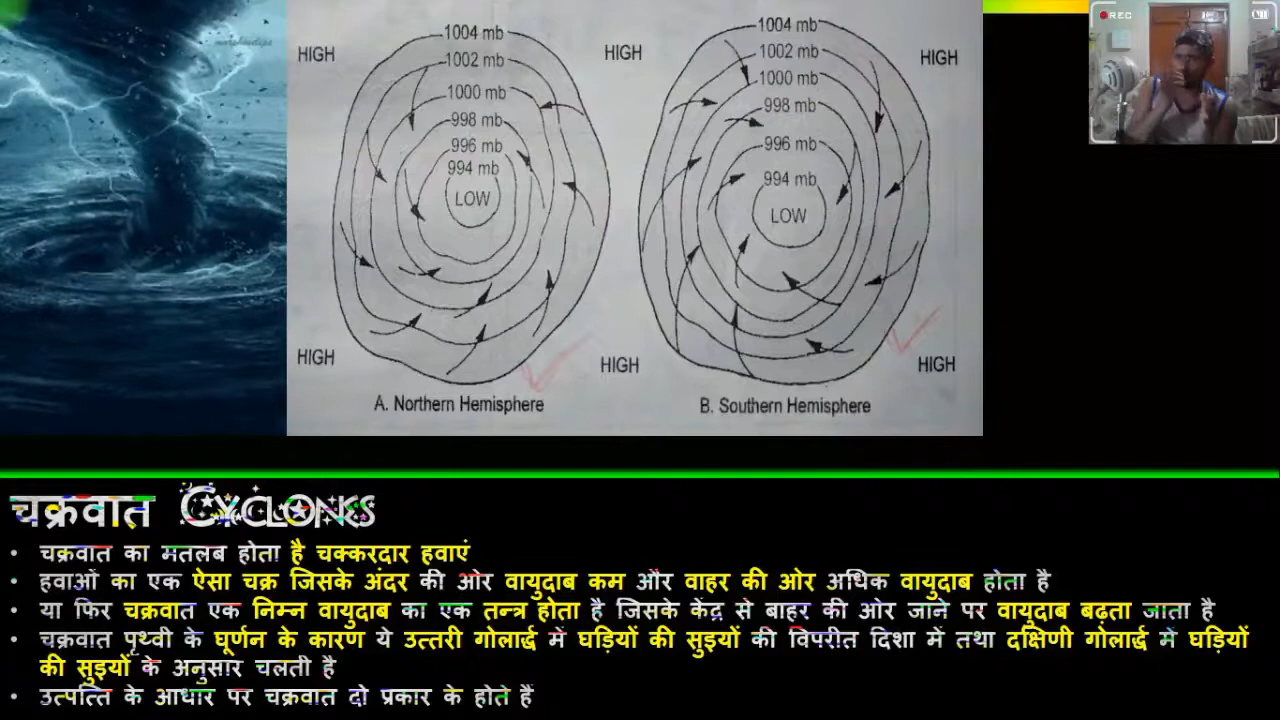 REC
1004 mb
1002 mb
1000 mb
998 mb
996 mb
994 mb
LOW
HIGH
HIGH
HIGH
HIGH
A. Northern Hemisphere
1004 mb
1002 mb
1000 mb
998 mb
996 mb
994 mb
LOW
HIGH
HIGH
B. Southern Hemisphere
चक्रवात CYCLONES
• चक्रवात का मतलब होता है चक्करदार हवाएं
• हवाओं का एक ऐसा चक्र जिसके अंदर की ओर वायुदाब कम और वाहर की ओर अधिक वायुदाब होता है
• या फिर चक्रवात एक निम्न वायुदाब का एक तन्त्र होता है जिसके केंद्र से बाहर की ओर जाने पर वायुदाब बढ़ता जाता है
• चक्रवात पृथ्वी के घूर्णन के कारण ये उत्तरी गोलार्द्ध में घड़ियों की सुइयों की विपरीत दिशा में तथा दक्षिणी गोलार्द्ध में घड़ियों
की सुइयों के अनुसार चलती है
• उत्पत्ति के आधार पर चक्रवात दो प्रकार के होते हैं